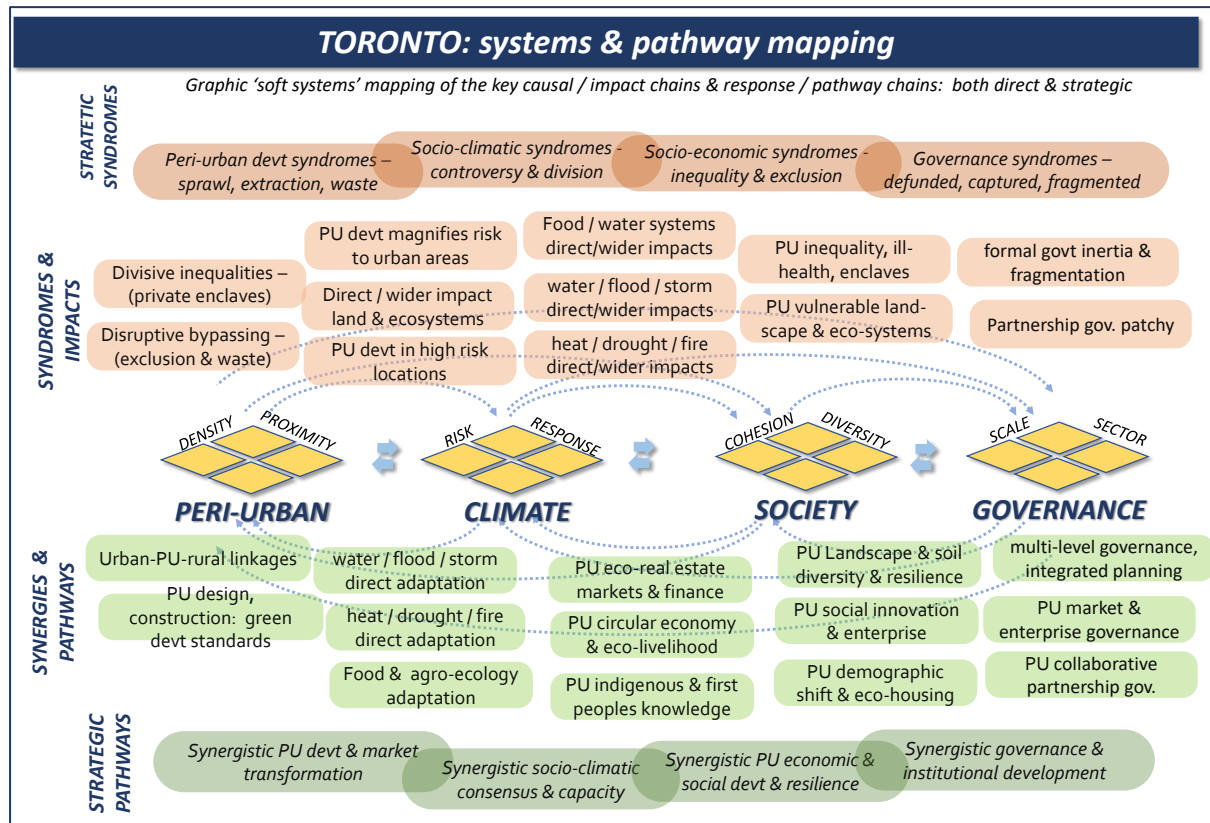 TORONTO: systems & pathway mapping
Graphic 'soft systems' mapping of the key causal / impact chains & response / pathway chains: both direct & strategic
STRATETIC
SYNDROMES
Peri-urban devt syndromes –
sprawl, extraction, waste
Socio-climatic syndromes -
controversy & division
Socio-economic syndromes -
inequality & exclusion
Governance syndromes –
defunded, captured, fragmented
SYNDROMES &
IMPACTS
Divisive inequalities –
(private enclaves)
Disruptive bypassing –
(exclusion & waste)
PU devt magnifies risk
to urban areas
Direct / wider impact
land & ecosystems
PU devt in high risk
locations
Food / water systems
direct/wider impacts
water / flood / storm
direct/wider impacts
heat / drought / fire
direct/wider impacts
PU inequality, ill-
health, enclaves
PU vulnerable land-
scape & eco-systems
formal govt inertia &
fragmentation
Partnership gov. patchy
DENSITY
PROXIMITY
RISK
RESPONSE
COHESION
DIVERSITY
SCALE
SECTOR
PERI-URBAN
CLIMATE
SOCIETY
GOVERNANCE
SYNERGIES &
PATHWAYS
Urban-PU-rural linkages
PU design,
construction: green
devt standards
water / flood / storm
direct adaptation
heat / drought / fire
direct adaptation
Food & agro-ecology
adaptation
PU eco-real estate
markets & finance
PU circular economy
& eco-livelihood
PU indigenous & first
peoples knowledge
PU Landscape & soil
diversity & resilience
PU social innovation
& enterprise
PU demographic
shift & eco-housing
multi-level governance,
integrated planning
PU market &
enterprise governance
PU collaborative
partnership gov.
STRATEGIC
PATHWAYS
Synergistic PU devt & market
transformation
Synergistic socio-climatic
consensus & capacity
Synergistic PU economic &
social devt & resilience
Synergistic governance &
institutional development